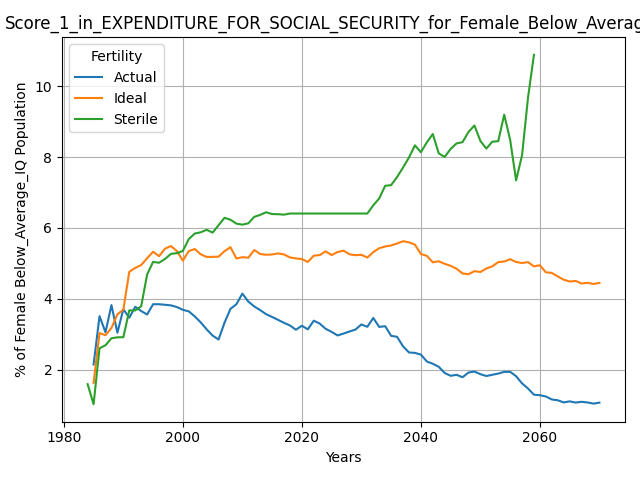 Score_1_in_EXPENDITURE_FOR_SOCIAL_SECURITY_for_Female_Below_Averag
Fertility
Actual
Ideal
Sterile
% of Female Below_Average_IQ Population
10
8
6
4
2
1980 2000 2020 2040 2060
Years